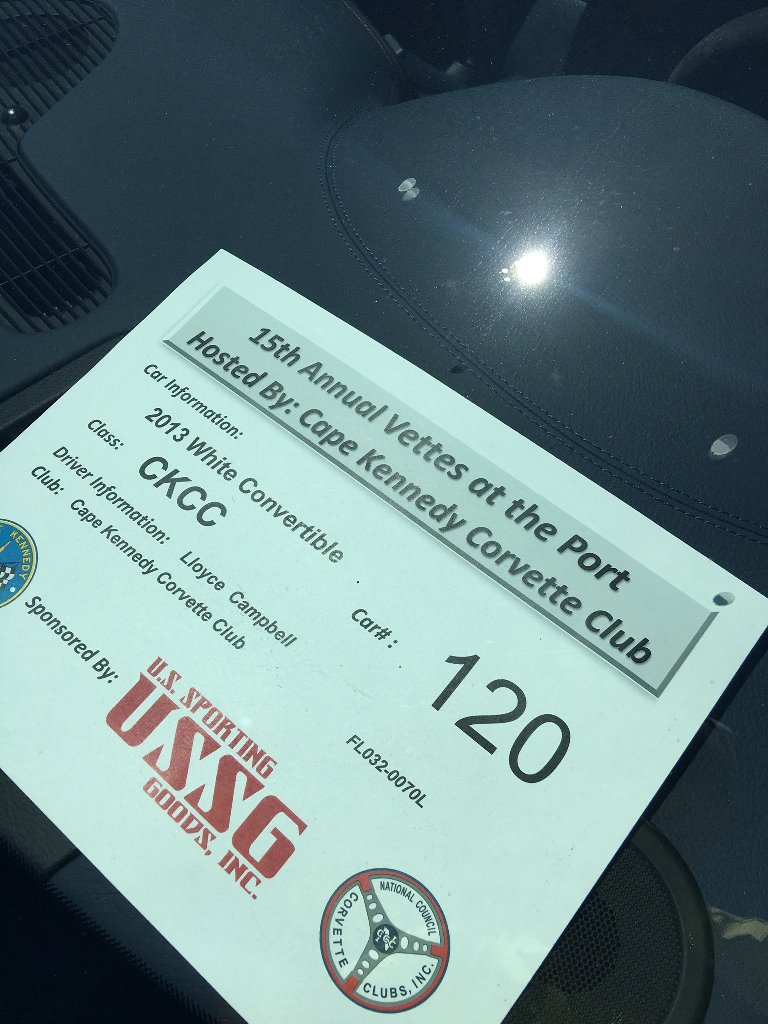 15th Annual Vettes at the Port
Hosted By: Cape Kennedy Corvette Club
Car Information:
2013 White Convertible
Class: CKCC
Car# : 120
Driver Information: Lloyce Campbell
Club: Cape Kennedy Corvette Club
FL032-0070L
Sponsored By:
U.S. SPORTING
USSG
GOODS, INC.
KENNEDY
NATIONAL COUNCIL
CORVETTE
CLUBS, INC.